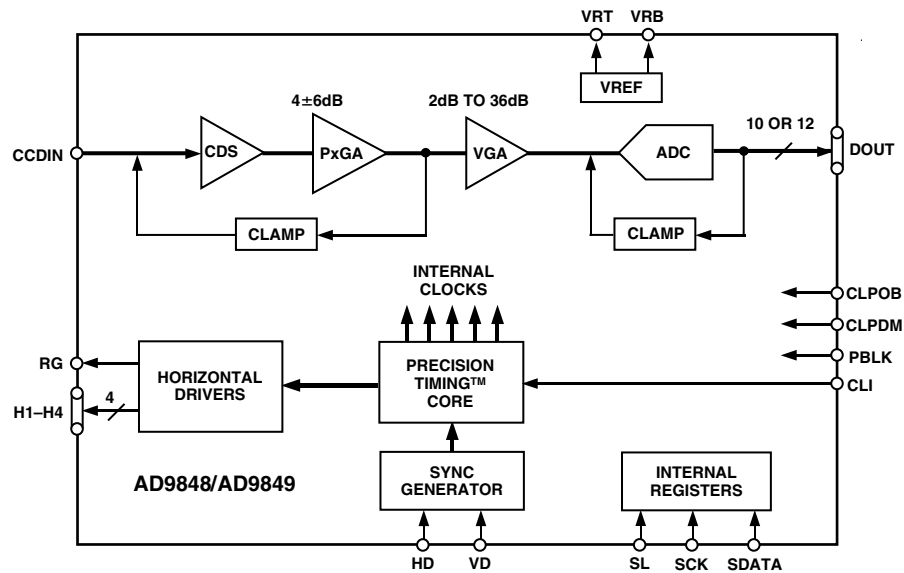 VRT VRB
VREF
4±6dB
2dB TO 36dB
10 OR 12
CCDIN
CDS
PxGA
VGA
ADC
DOUT
CLAMP
CLAMP
INTERNAL
CLOCKS
CLPOB
CLPDM
PBLK
CLI
RG
H1–H4
4
HORIZONTAL
DRIVERS
PRECISION
TIMING™
CORE
SYNC
GENERATOR
INTERNAL
REGISTERS
AD9848/AD9849
HD VD
SL SCK SDATA